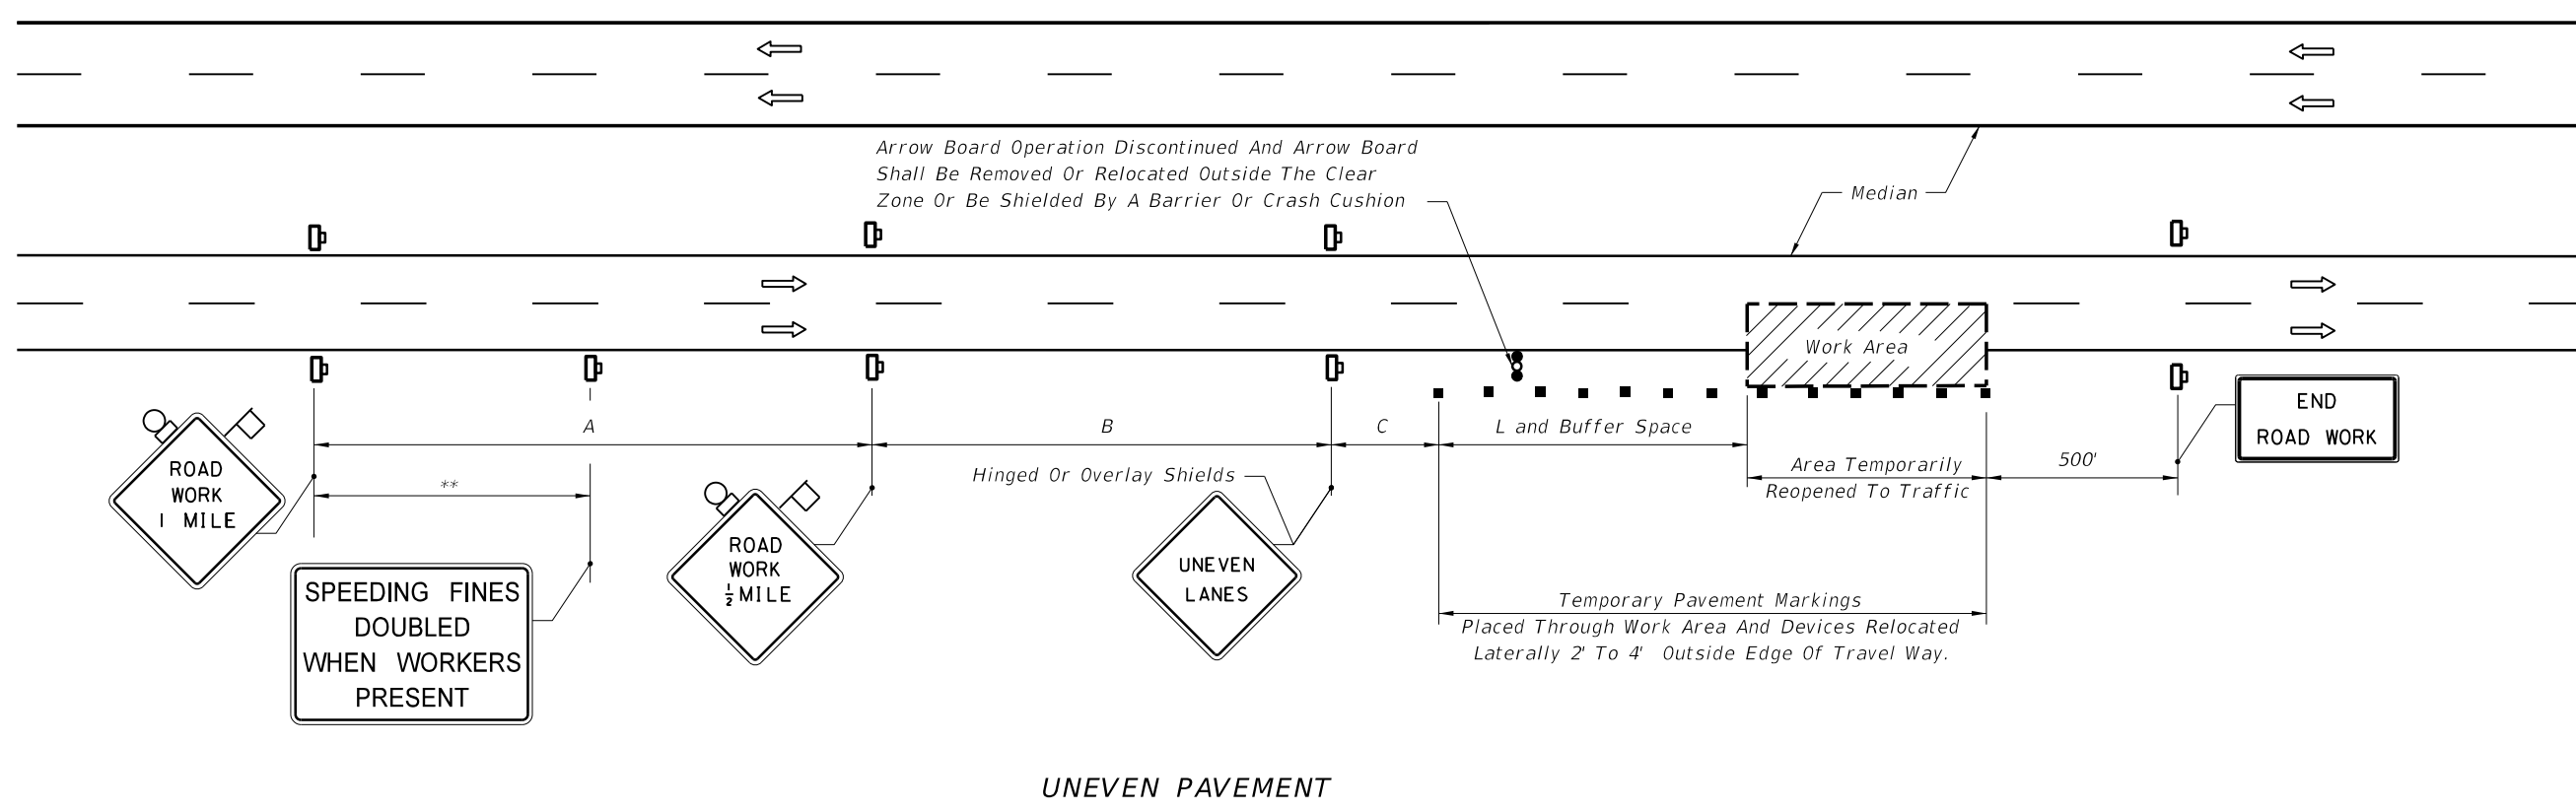 Arrow Board Operation Discontinued And Arrow Board
Shall Be Removed Or Relocated Outside The Clear
Zone Or Be Shielded By A Barrier Or Crash Cushion
Median
Work Area
A
B
C
L and Buffer Space
**
Hinged Or Overlay Shields
Area Temporarily
Reopened To Traffic
500'
END
ROAD WORK
ROAD
WORK
1 MILE
SPEEDING FINES
DOUBLED
WHEN WORKERS
PRESENT
ROAD
WORK
½ MILE
UNEVEN
LANES
Temporary Pavement Markings
Placed Through Work Area And Devices Relocated
Laterally 2' To 4' Outside Edge Of Travel Way.
UNEVEN PAVEMENT